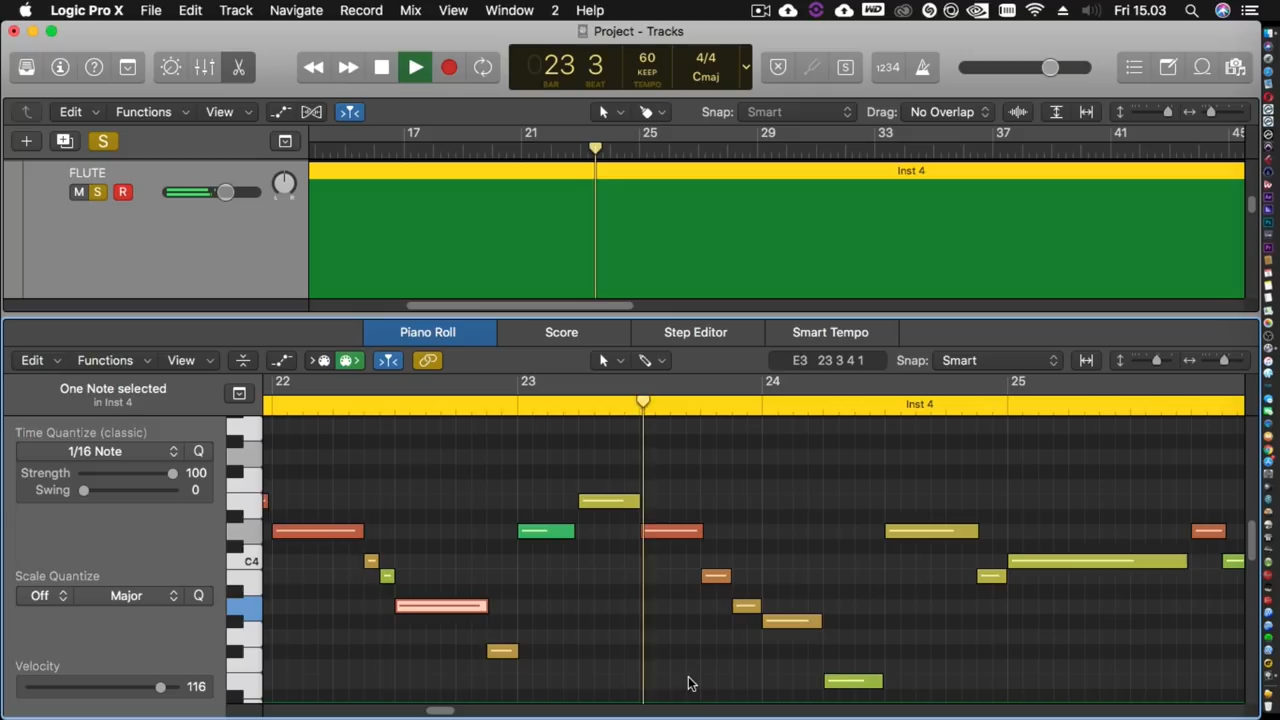 Logic Pro X File Edit Track Navigate Record Mix View Window 2 Help WD Fri 15.03
Project - Tracks
23 3 60 4/4
KEEP Cmaj
BAR BEAT TEMPO
S 1234
Edit Functions View Snap: Smart Drag: No Overlap
S 17 21 25 29 33 37 41 45
FLUTE Inst 4
M S R
L R
Piano Roll Score Step Editor Smart Tempo
Edit Functions View E3 23 3 4 1 Snap: Smart
One Note selected 22 23 24 25
in Inst 4 Inst 4
Time Quantize (classic)
1/16 Note Q
Strength 100
Swing 0
C4
Scale Quantize
Off Major Q
Velocity
116